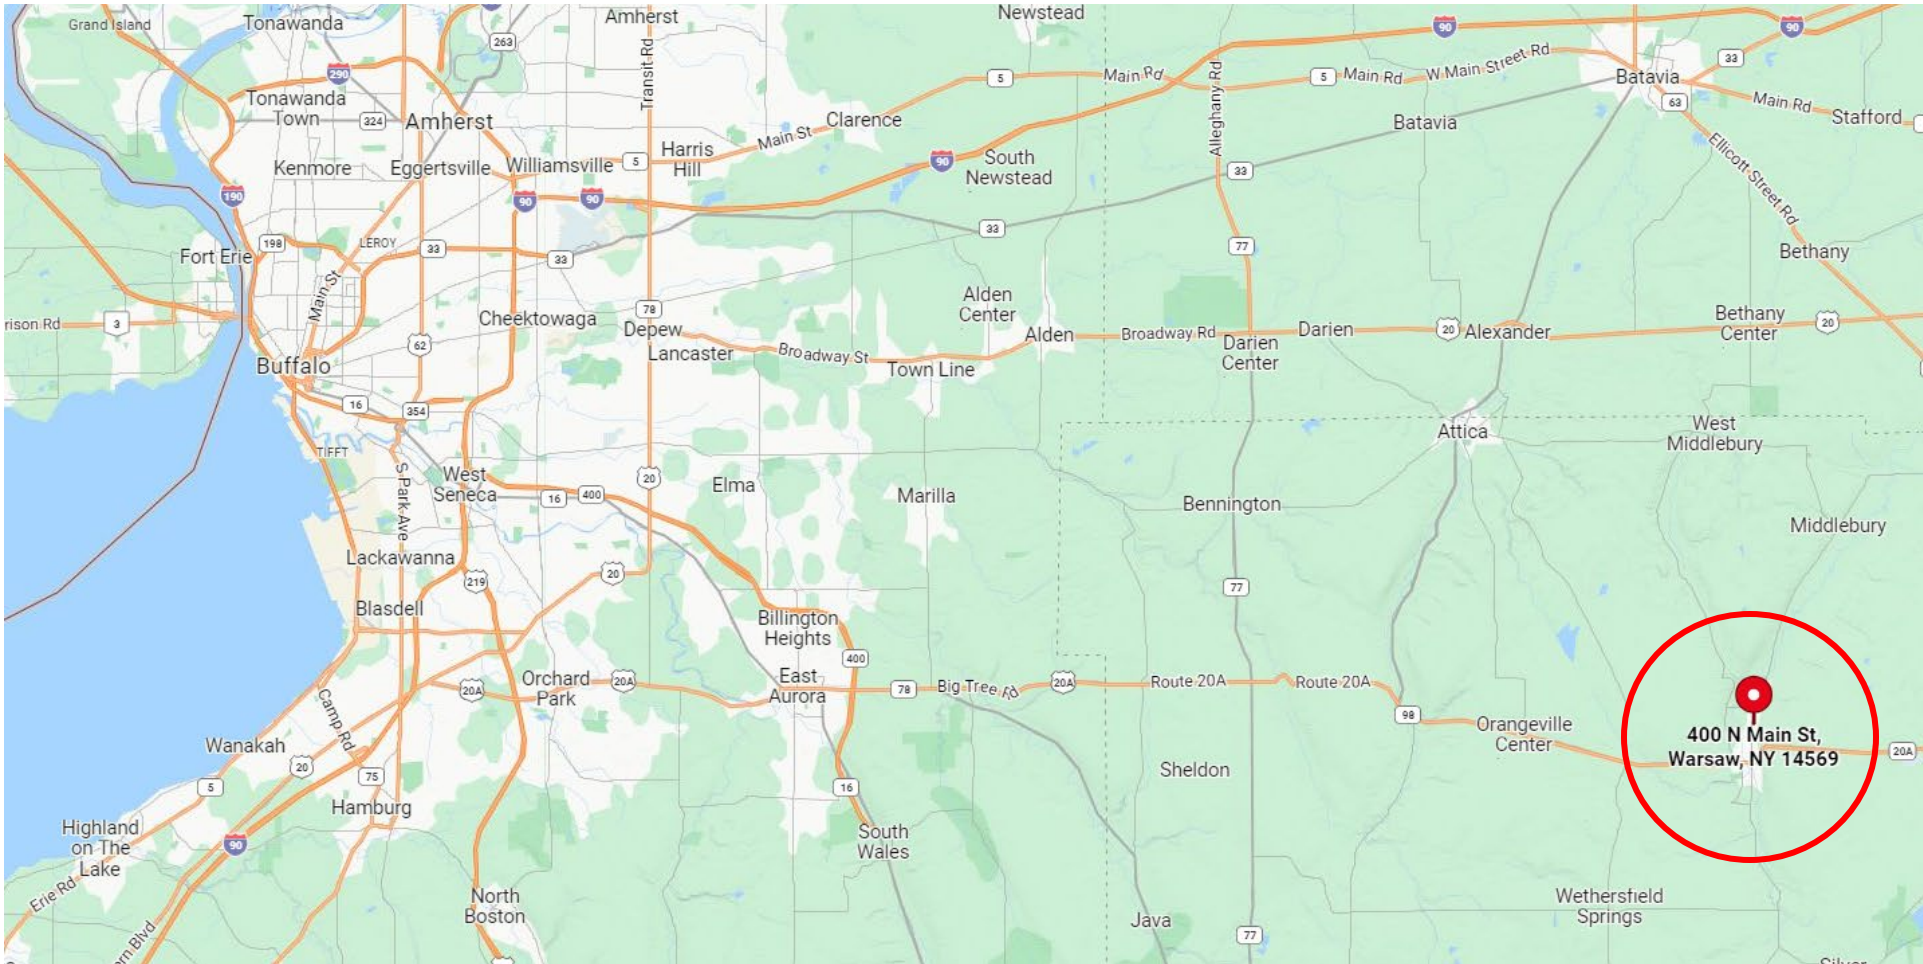 Grand Island
Tonawanda
Amherst
Newstead
263
290
Transit Rd
90
90
33
5
Main Rd
5
Main Rd
W Main Street Rd
Batavia
Tonawanda
Town
324
Amherst
Clarence
Alleghany Rd
63
Main Rd
Stafford
Batavia
Main St
Kenmore
Eggertsville
Williamsville
5
Harris
Hill
90
South
Newstead
33
Ellicott Street Rd
190
90
90
198
LEROY
33
33
33
77
Bethany
Fort Erie
Main St
Alden
Center
78
Cheektowaga
Depew
Lancaster
Broadway St
Town Line
Alden
Broadway Rd
Darien
Center
Darien
20
Alexander
Bethany
Center
20
rison Rd
3
62
Buffalo
16
354
TIFFT
S Park Ave
West
Seneca
16
400
20
Elma
Marilla
Bennington
Attica
West
Middlebury
Middlebury
Lackawanna
219
20
77
Blasdell
Billington
Heights
400
Orchard
Park
20A
20A
East
Aurora
78
Big Tree Rd
20A
Route 20A
Route 20A
98
Orangeville
Center
400 N Main St,
Warsaw, NY 14569
20A
Camp Rd
Wanakah
20
5
75
Hamburg
16
Sheldon
Highland
on The
Lake
90
South
Wales
Erie Rd
North
Boston
Wethersfield
Springs
Java
77
ern Blvd